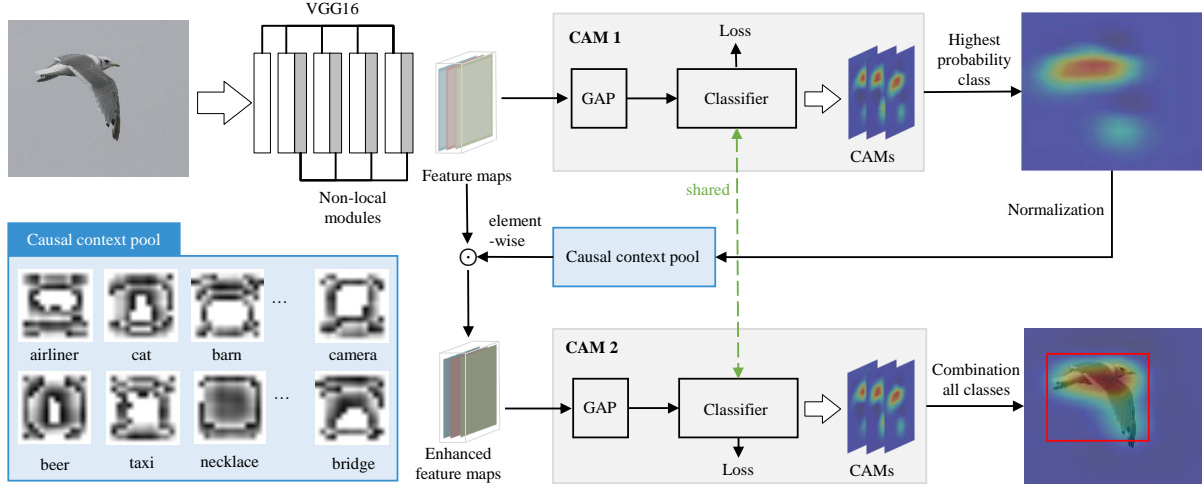 VGG16
Non-local
modules
Feature maps
CAM 1
GAP
Loss
Classifier
CAMs
Highest
probability
class
Normalization
shared
element
-wise
Causal context pool
Causal context pool
airliner
cat
barn
...
camera
beer
taxi
necklace
...
bridge
Enhanced
feature maps
CAM 2
GAP
Classifier
Loss
CAMs
Combination
all classes